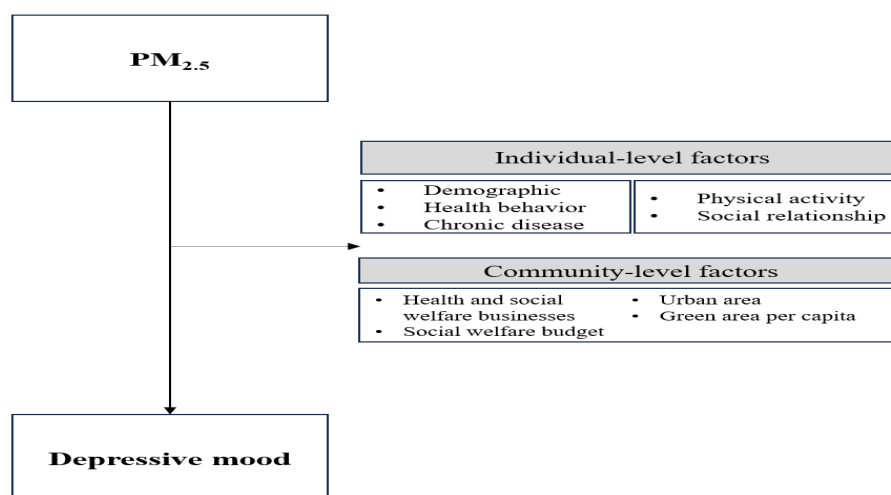 PM2.5
Individual-level factors
• Demographic
• Health behavior
• Chronic disease
• Physical activity
• Social relationship
Community-level factors
• Health and social
welfare businesses
• Social welfare budget
• Urban area
• Green area per capita
Depressive mood